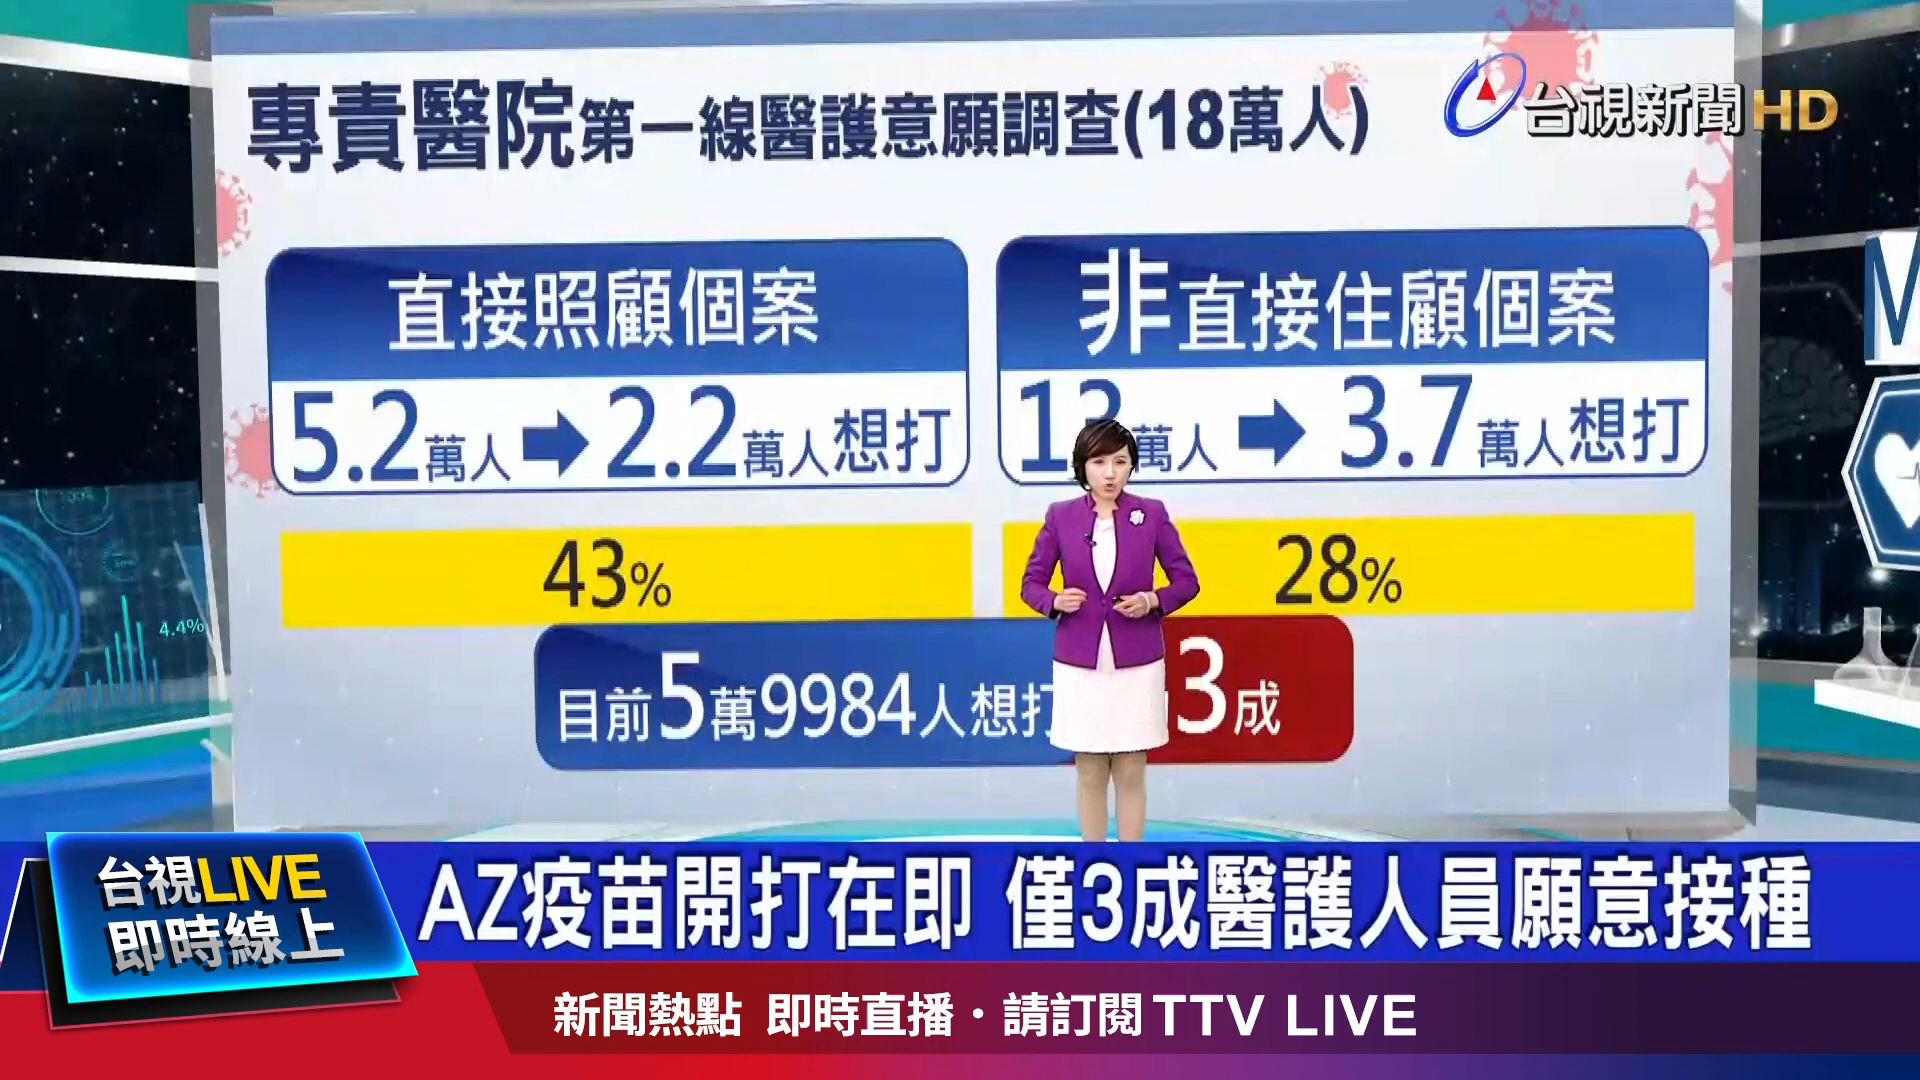 專責醫院第一線醫護意願調查(18萬人)
台視新聞HD
直接照顧個案
5.2萬人➡2.2萬人想打
43%
非直接住顧個案
13萬人➡3.7萬人想打
28%
目前5萬9984人想打
3成
4.4%
M
台視LIVE
即時線上
AZ疫苗開打在即 僅3成醫護人員願意接種
新聞熱點 即時直播・請訂閱TTV LIVE